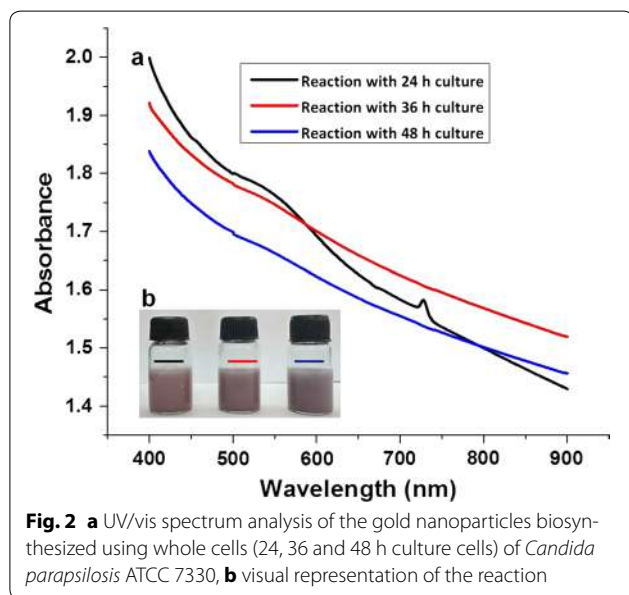 a
2.0
1.9
1.8
1.7
1.6
1.5
1.4
Absorbance
Reaction with 24 h culture
Reaction with 36 h culture
Reaction with 48 h culture
b
400 500 600 700 800 900
Wavelength (nm)
Fig. 2 a UV/vis spectrum analysis of the gold nanoparticles biosyn-
thesized using whole cells (24, 36 and 48 h culture cells) of Candida
parapsilosis ATCC 7330, b visual representation of the reaction